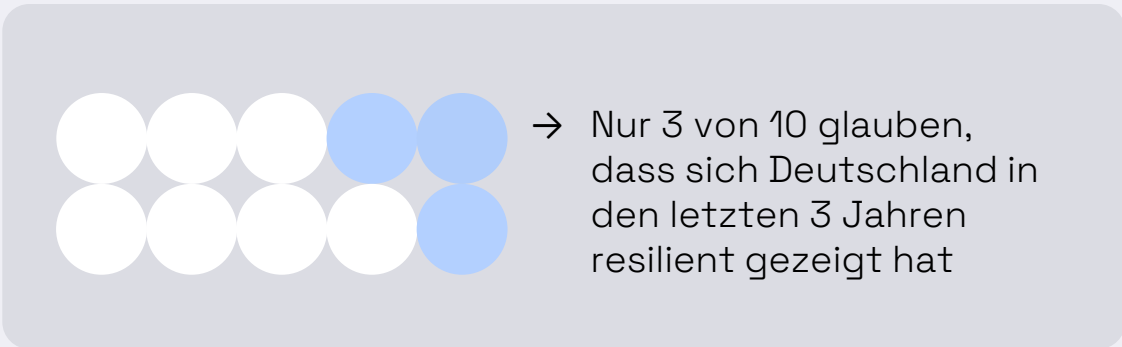 → Nur 3 von 10 glauben,
dass sich Deutschland in
den letzten 3 Jahren
resilient gezeigt hat